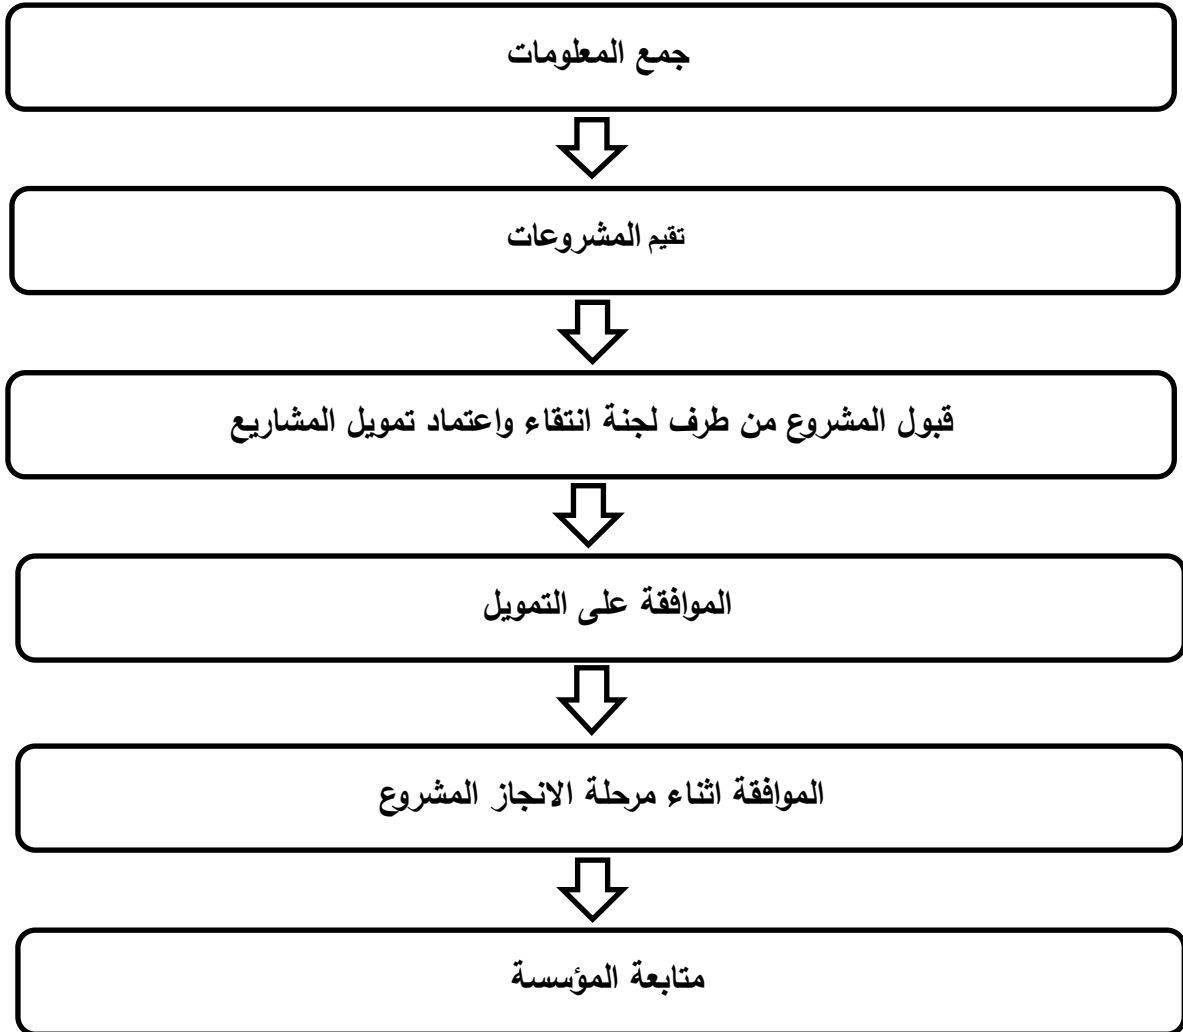 جمع المعلومات
تقيم المشروعات
قبول المشروع من طرف لجنة انتقاء واعتماد تمويل المشاريع
الموافقة على التمويل
الموافقة اثناء مرحلة الانجاز المشروع
متابعة المؤسسة